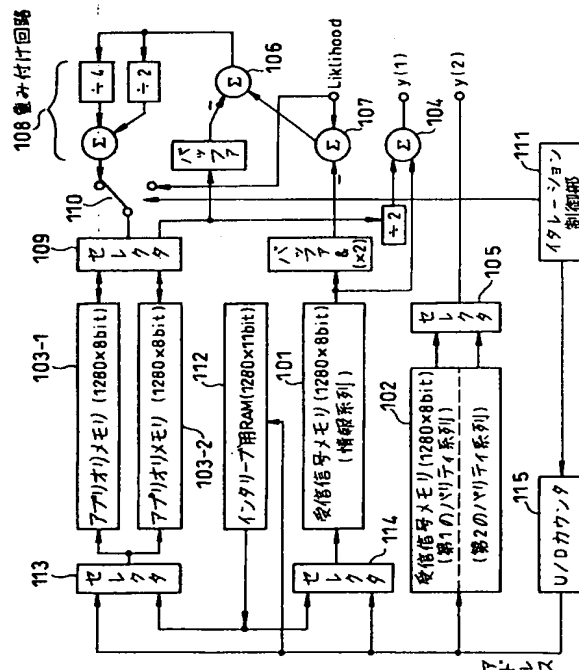 108 重み付け回路
÷4
÷2
Σ
110
109
セレクタ
103-1
アプリオリメモリ (1280×8bit)
アプリオリメモリ (1280×8bit)
103-2
113
セレクタ
106
Σ
−
バッファ
112
インタリーブ用RAM(1280×11bit)
Liklihood
107
Σ
−
バッファ
&
(×2)
101
受信信号メモリ(1280×8bit)
(情報系列)
114
セレクタ
y(1)
104
Σ
÷2
y(2)
105
セレクタ
102
受信信号メモリ(1280×8bit)
(第1のパリティ系列)
(第2のパリティ系列)
111
イタレーション
制御部
115
U/Dカウンタ
アドレス